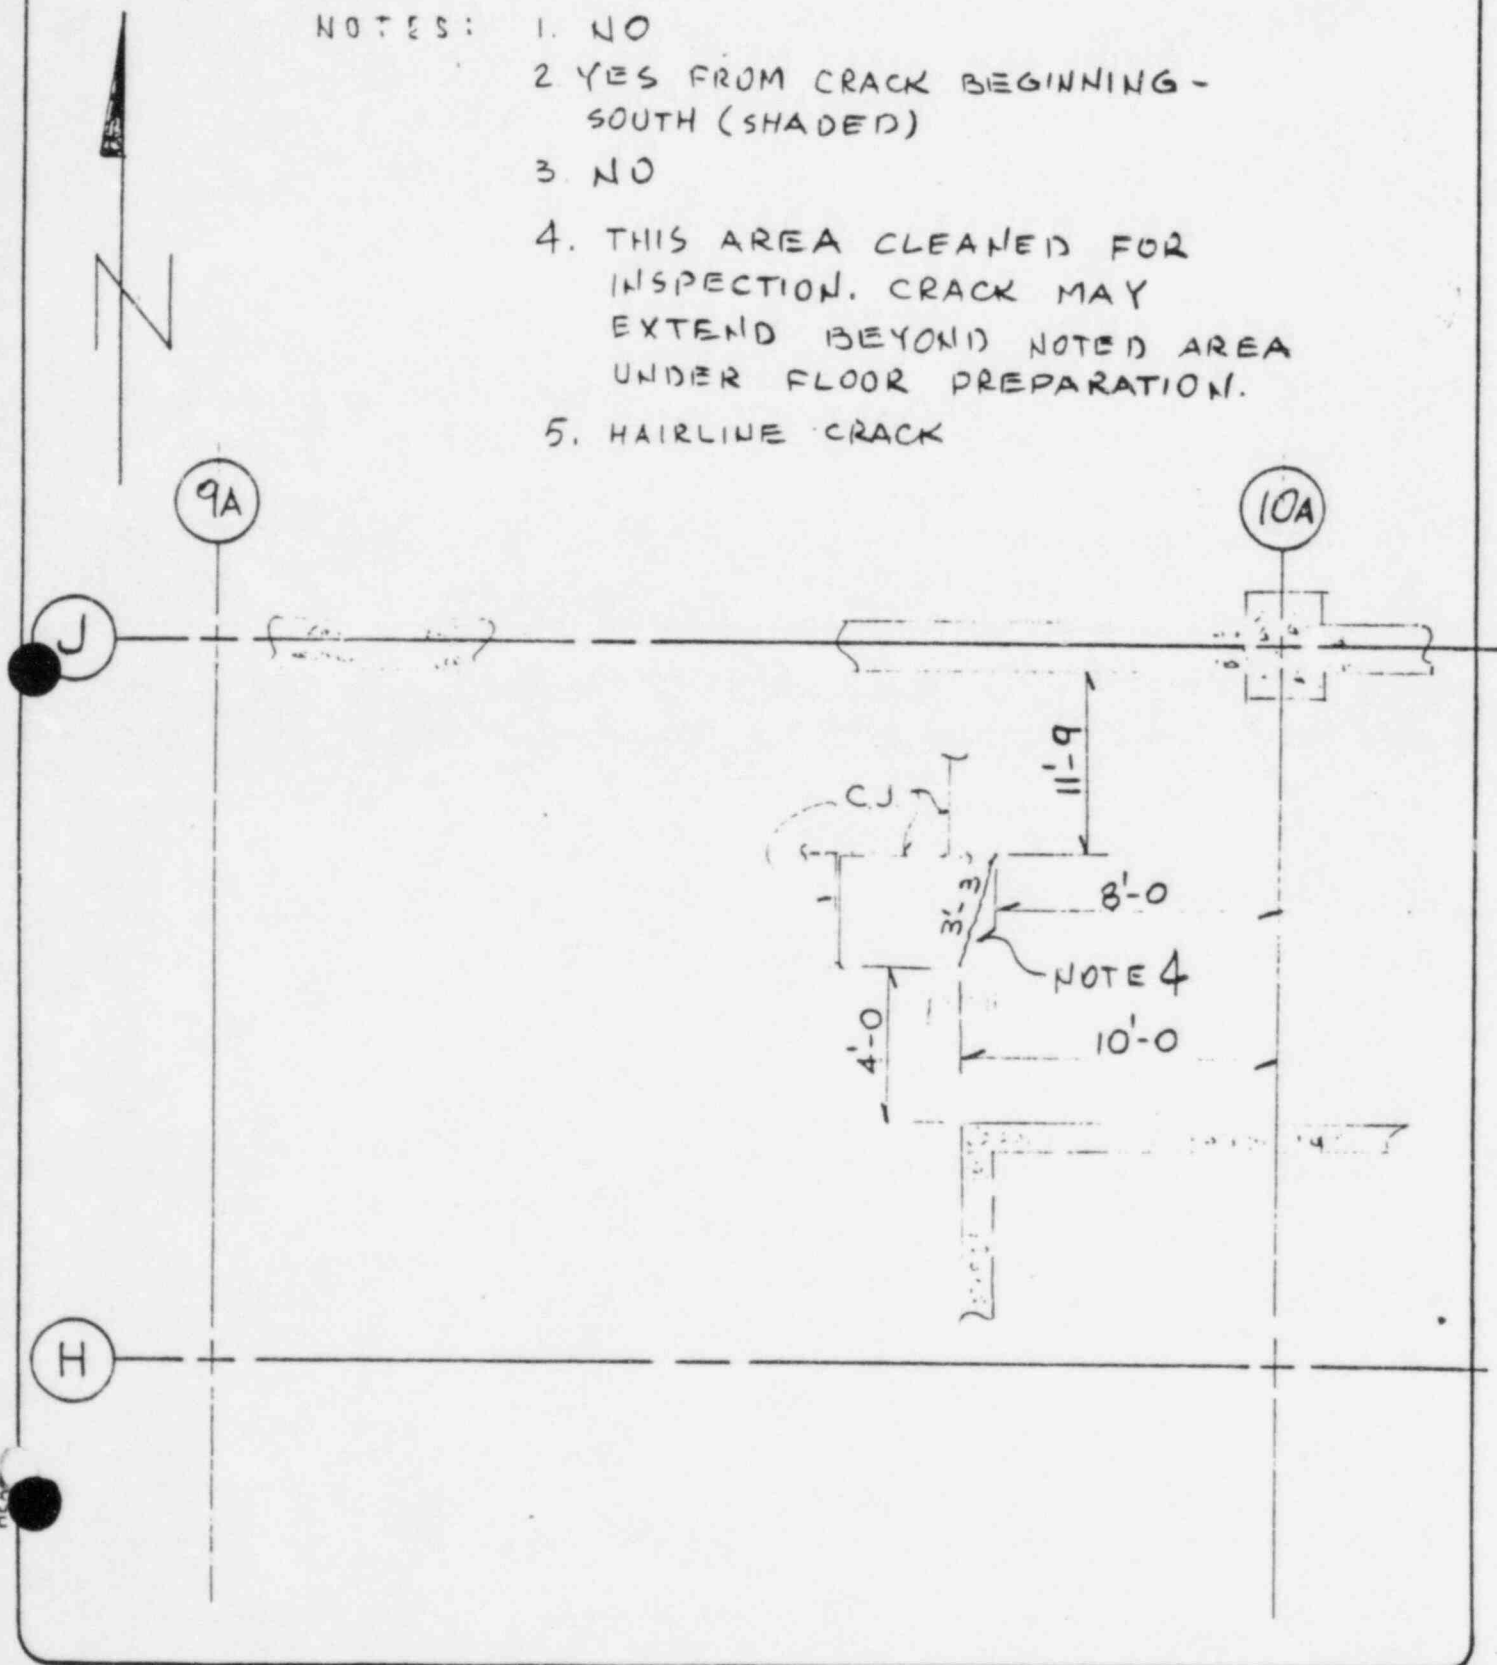 NOTES: 1. NO
2 YES FROM CRACK BEGINNING -
SOUTH (SHADED)
3. NO
4. THIS AREA CLEANED FOR
INSPECTION. CRACK MAY
EXTEND BEYOND NOTED AREA
UNDER FLOOR PREPARATION.
5. HAIRLINE CRACK
N
9A
10A
J
11'-9
C.J.
3'-3
8'-0
NOTE 4
4'-0
10'-0
H